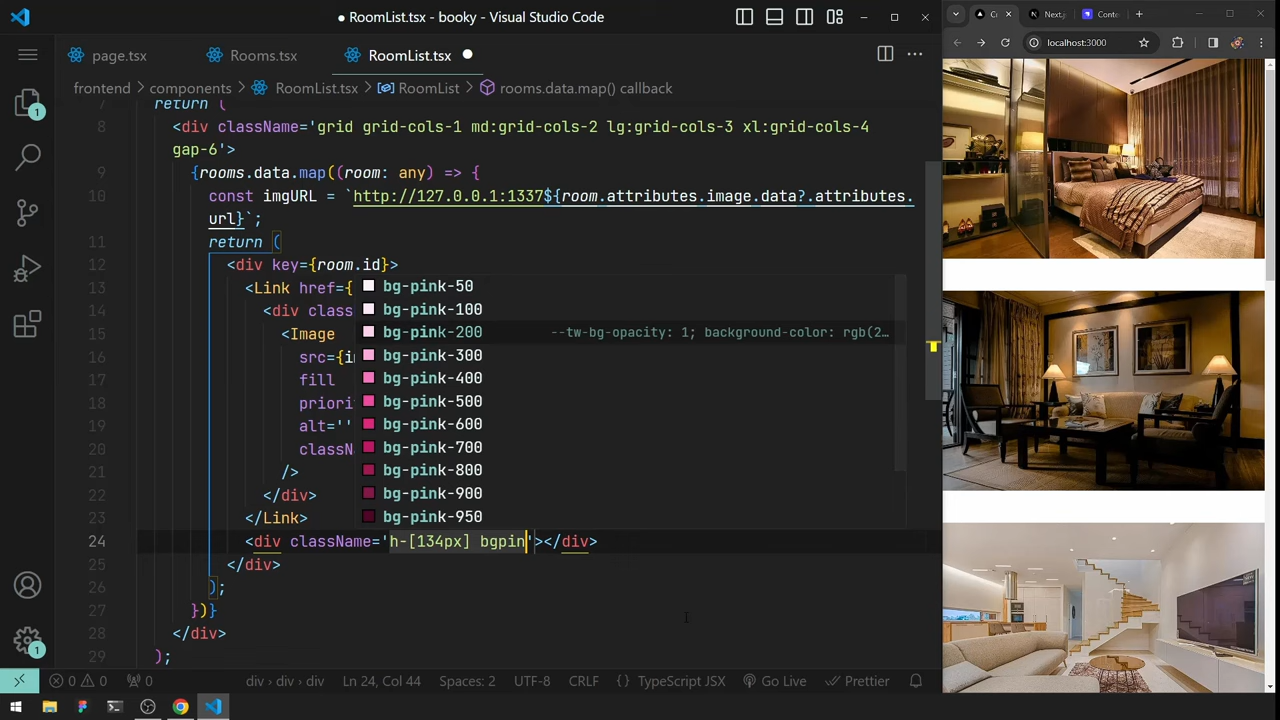 RoomList.tsx - booky - Visual Studio Code
page.tsx
Rooms.tsx
RoomList.tsx
frontend > components > RoomList.tsx > RoomList > rooms.data.map() callback
7 return (
8 <div className='grid grid-cols-1 md:grid-cols-2 lg:grid-cols-3 xl:grid-cols-4
gap-6'>
9 {rooms.data.map((room: any) => {
10 const imgURL = `http://127.0.0.1:1337${room.attributes.image.data?.attributes.
url}`;
11 return (
12 <div key={room.id}>
13 <Link href={
14 <div class
15 <Image
16 src={i
17 fill
18 priori
19 alt=''
20 classN
21 />
22 </div>
23 </Link>
24 <div className='h-[134px] bgpin'></div>
25 </div>
26 );
27 })}
28 </div>
29 );
bg-pink-50
bg-pink-100
bg-pink-200 --tw-bg-opacity: 1; background-color: rgb(2…
bg-pink-300
bg-pink-400
bg-pink-500
bg-pink-600
bg-pink-700
bg-pink-800
bg-pink-900
bg-pink-950
1
1
0 0 0 div › div › div Ln 24, Col 44 Spaces: 2 UTF-8 CRLF {} TypeScript JSX Go Live Prettier
Next.j
Conte
localhost:3000